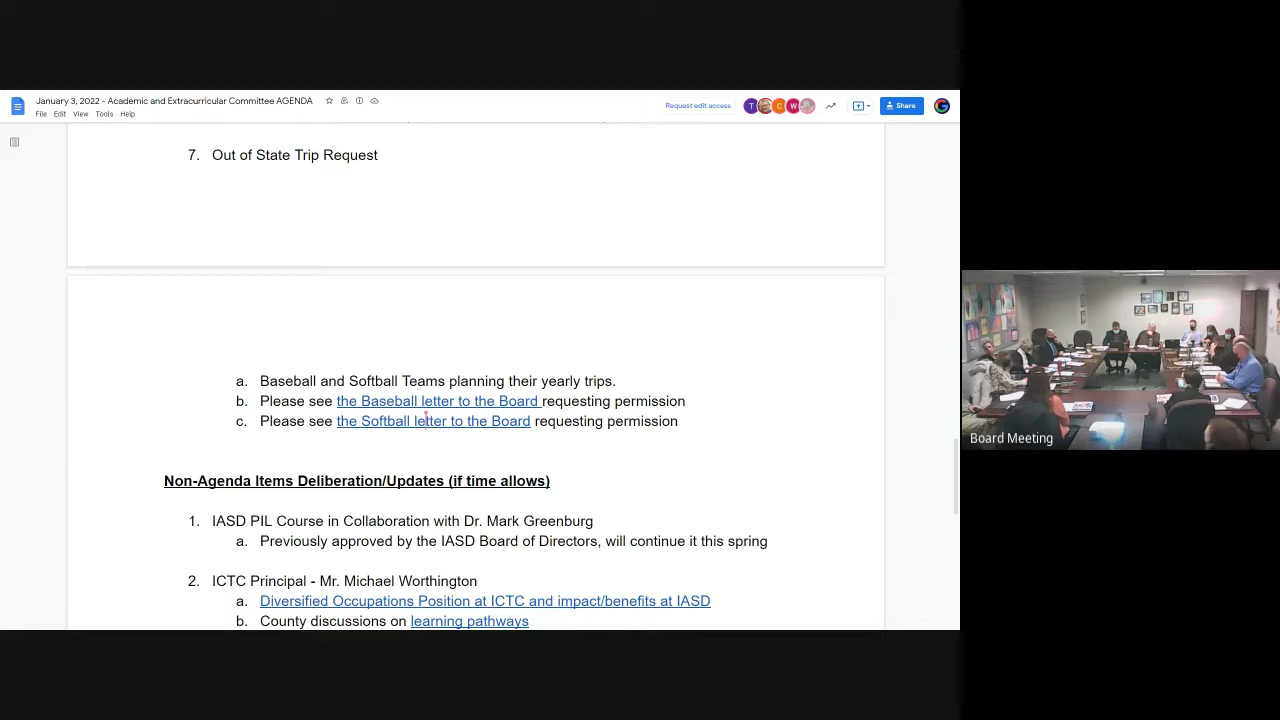 January 3, 2022 - Academic and Extracurricular Committee AGENDA
File Edit View Tools Help
Request edit access
T
C
W
Share
G
7. Out of State Trip Request
a. Baseball and Softball Teams planning their yearly trips.
b. Please see the Baseball letter to the Board requesting permission
c. Please see the Softball letter to the Board requesting permission
Non-Agenda Items Deliberation/Updates (if time allows)
1. IASD PIL Course in Collaboration with Dr. Mark Greenburg
a. Previously approved by the IASD Board of Directors, will continue it this spring
2. ICTC Principal - Mr. Michael Worthington
a. Diversified Occupations Position at ICTC and impact/benefits at IASD
b. County discussions on learning pathways
Board Meeting